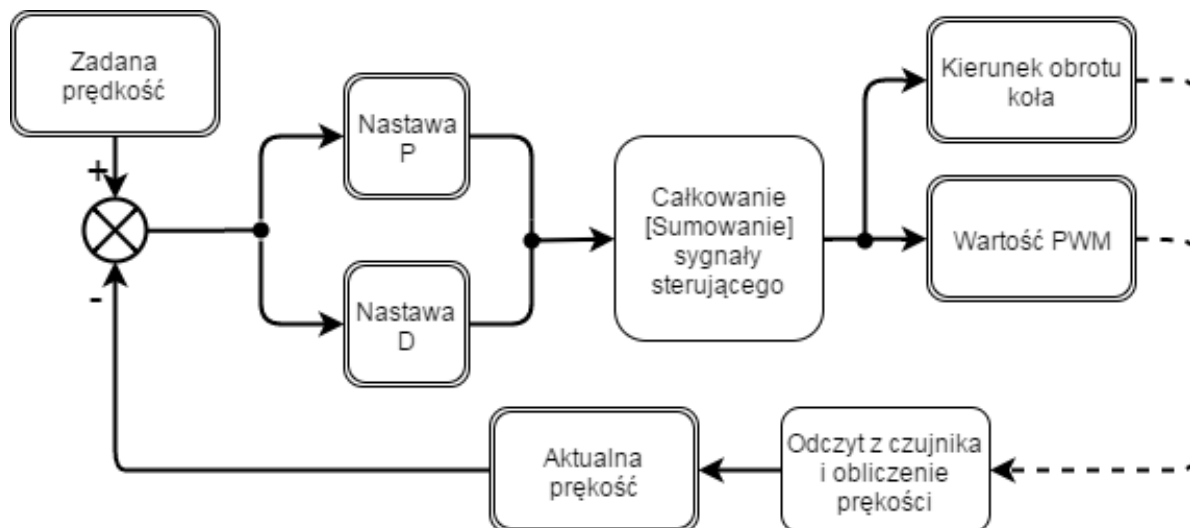 Zadana
prędkość
+
-
Nastawa
P
Nastawa
D
Całkowanie
[Sumowanie]
sygnały
sterującego
Kierunek obrotu
koła
Wartość PWM
Aktualna
prękość
Odczyt z czujnika
i obliczenie
prękości